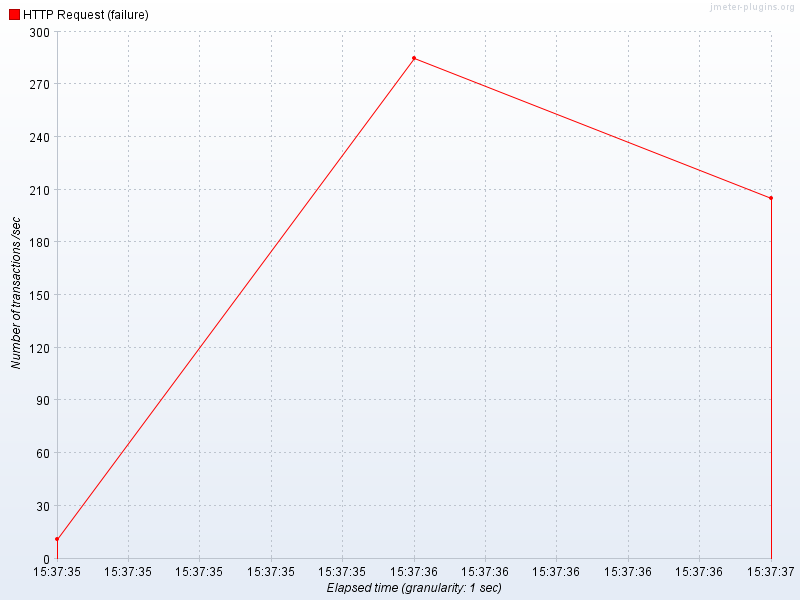 jmeter-plugins.org
HTTP Request (failure)
300
270
240
210
180
150
120
90
60
30
0
Number of transactions /sec
15:37:35 15:37:35 15:37:35 15:37:35 15:37:35 15:37:36 15:37:36 15:37:36 15:37:36 15:37:36 15:37:37
Elapsed time (granularity: 1 sec)